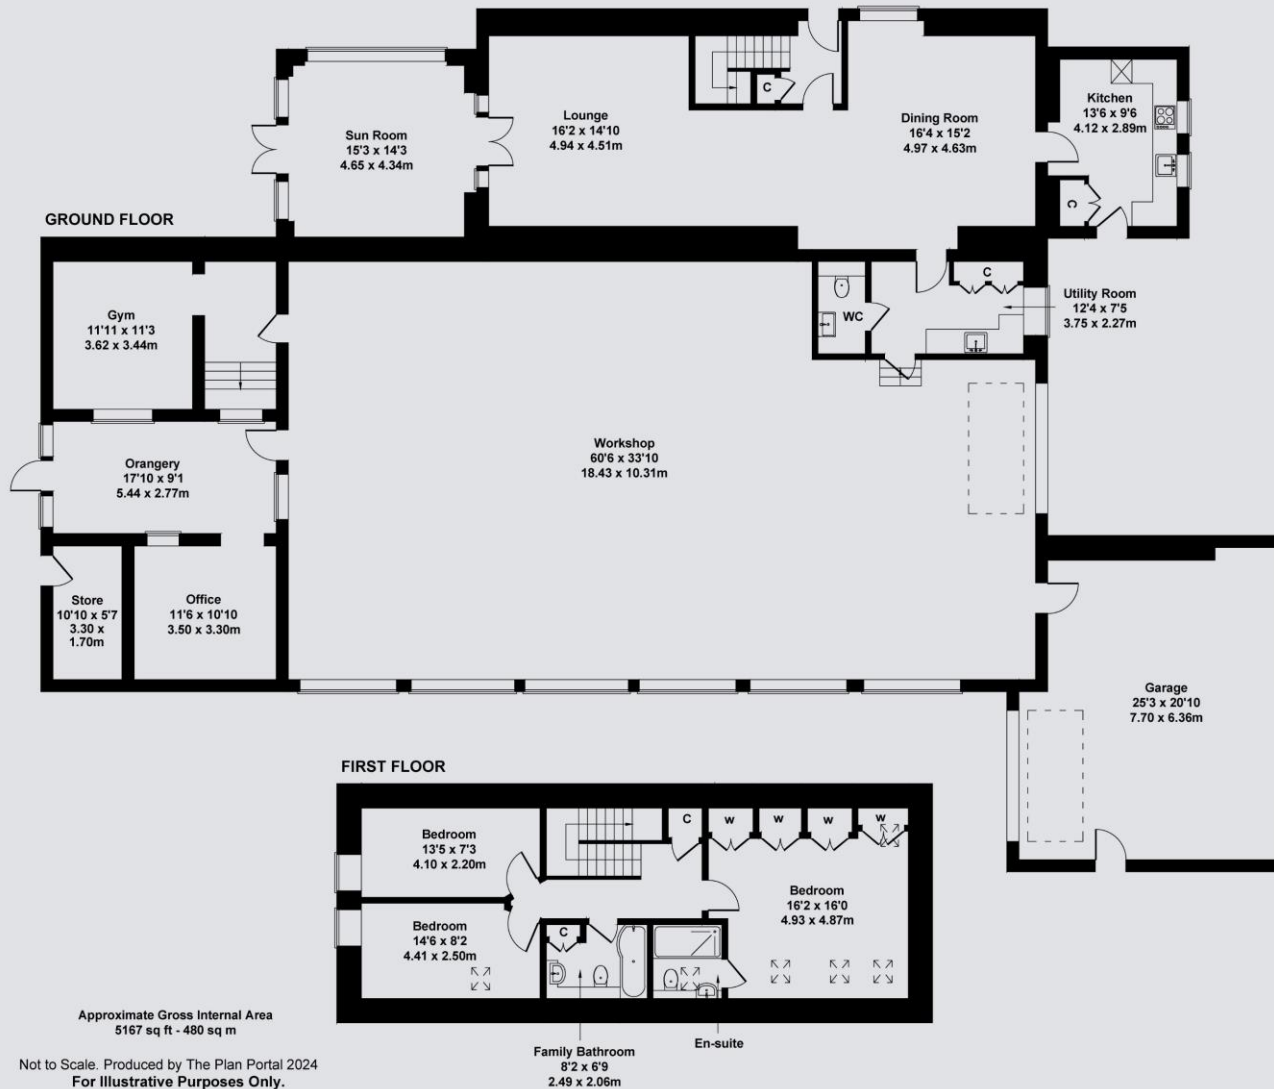 GROUND FLOOR
Sun Room
15'3 x 14'3
4.65 x 4.34m
Lounge
16'2 x 14'10
4.94 x 4.51m
C
Dining Room
16'4 x 15'2
4.97 x 4.63m
Kitchen
13'6 x 9'6
4.12 x 2.89m
C
Gym
11'11 x 11'3
3.62 x 3.44m
WC
C
Utility Room
12'4 x 7'5
3.75 x 2.27m
Orangery
17'10 x 9'1
5.44 x 2.77m
Workshop
60'6 x 33'10
18.43 x 10.31m
Store
10'10 x 5'7
3.30 x
1.70m
Office
11'6 x 10'10
3.50 x 3.30m
Garage
25'3 x 20'10
7.70 x 6.36m
FIRST FLOOR
Bedroom
13'5 x 7'3
4.10 x 2.20m
C
w
w
w
w
Bedroom
16'2 x 16'0
4.93 x 4.87m
Bedroom
14'6 x 8'2
4.41 x 2.50m
C
Family Bathroom
8'2 x 6'9
2.49 x 2.06m
En-suite
Approximate Gross Internal Area
5167 sq ft - 480 sq m
Not to Scale. Produced by The Plan Portal 2024
For Illustrative Purposes Only.